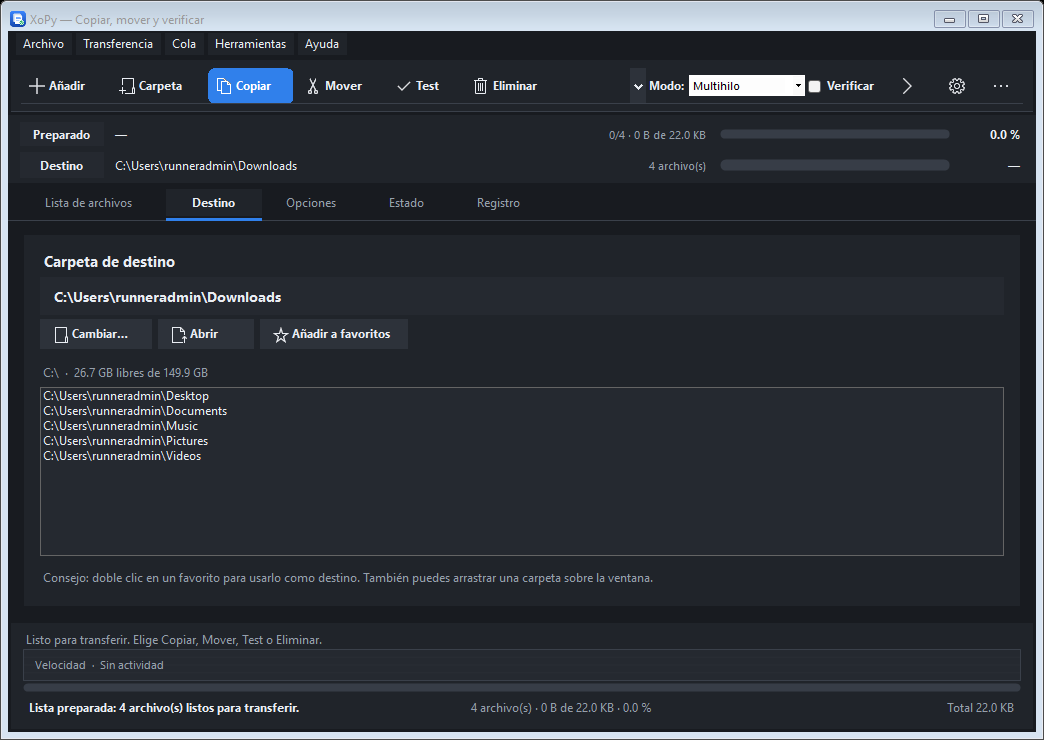 XoPy — Copiar, mover y verificar
Archivo Transferencia Cola Herramientas Ayuda
Añadir Carpeta Copiar Mover Test Eliminar Modo: Multihilo Verificar
Preparado — 0/4 · 0 B de 22.0 KB 0.0 %
Destino C:\Users\runneradmin\Downloads 4 archivo(s) —
Lista de archivos Destino Opciones Estado Registro
Carpeta de destino
C:\Users\runneradmin\Downloads
Cambiar... Abrir Añadir a favoritos
C:\ · 26.7 GB libres de 149.9 GB
C:\Users\runneradmin\Desktop
C:\Users\runneradmin\Documents
C:\Users\runneradmin\Music
C:\Users\runneradmin\Pictures
C:\Users\runneradmin\Videos
Consejo: doble clic en un favorito para usarlo como destino. También puedes arrastrar una carpeta sobre la ventana.
Listo para transferir. Elige Copiar, Mover, Test o Eliminar.
Velocidad · Sin actividad
Lista preparada: 4 archivo(s) listos para transferir. 4 archivo(s) · 0 B de 22.0 KB · 0.0 % Total 22.0 KB